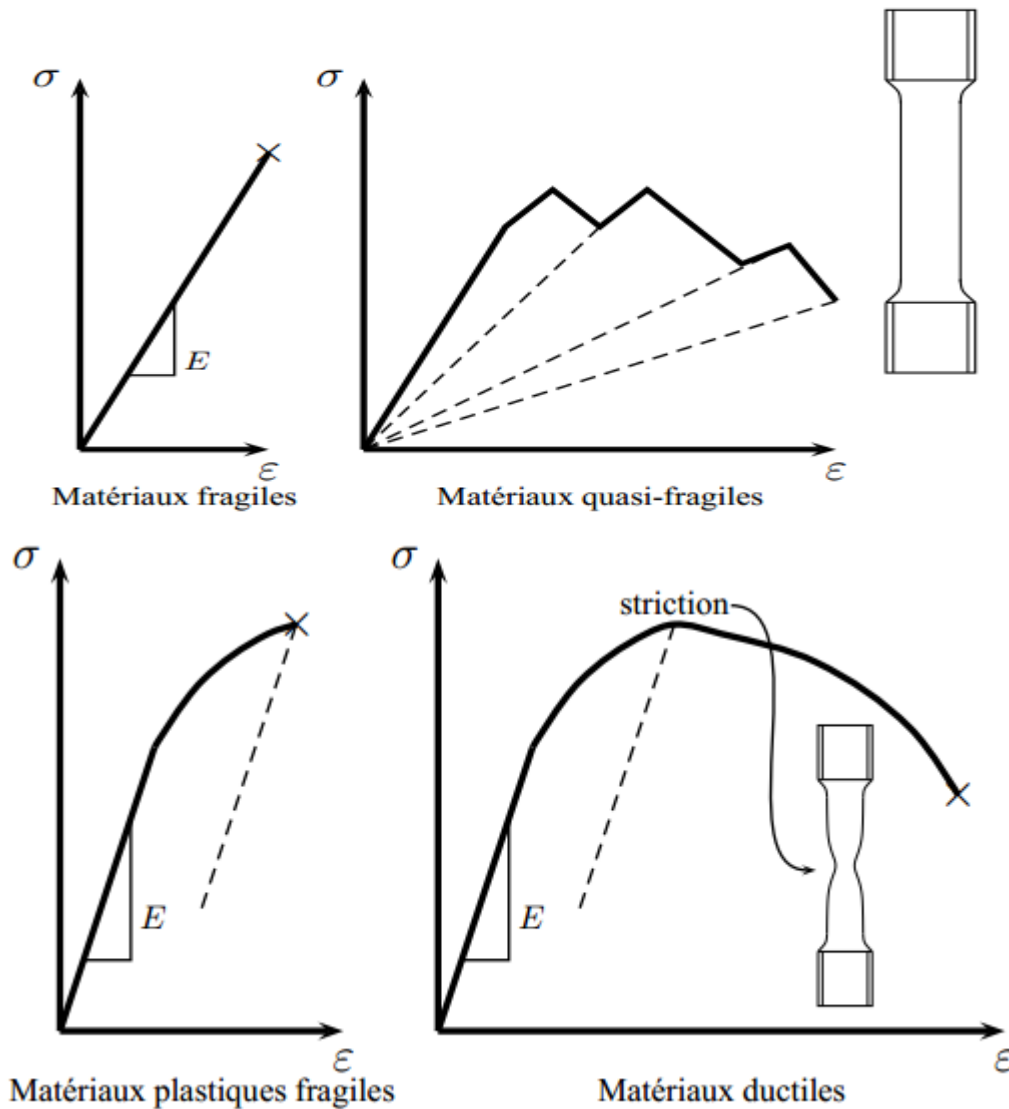 σ
σ
E
ε
ε
Matériaux fragiles
Matériaux quasi-fragiles
σ
σ
striction
E
E
ε
ε
Matériaux plastiques fragiles
Matériaux ductiles